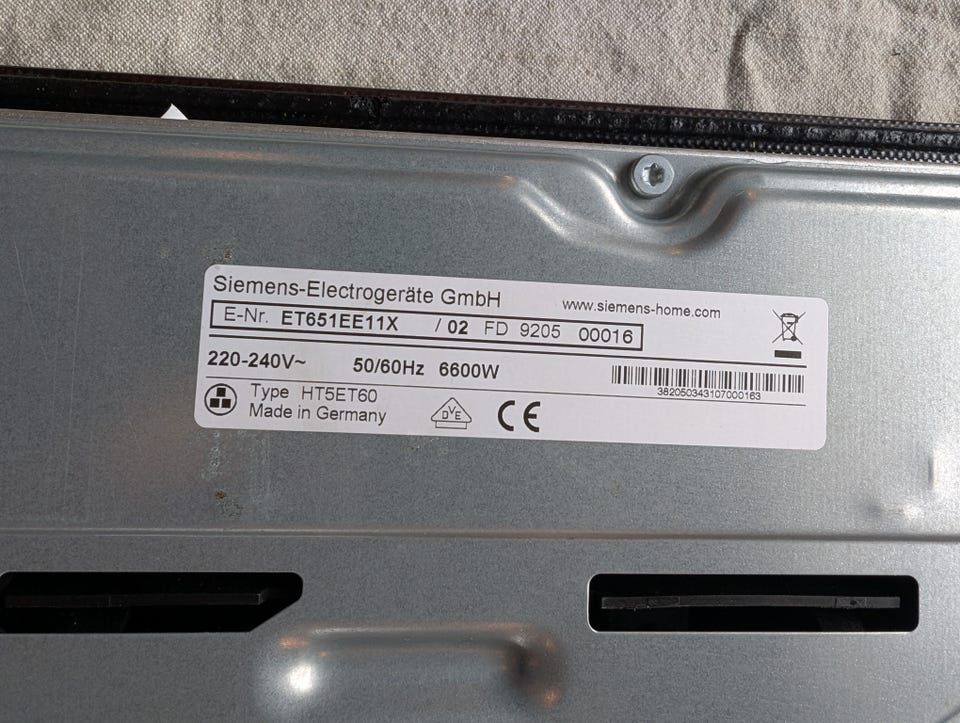 Siemens-Electrogeräte GmbH www.siemens-home.com
E-Nr. ET651EE11X / 02 FD 9205 00016
220-240V~ 50/60Hz 6600W
382050343107000163
Type HT5ET60
Made in Germany
DVE CE